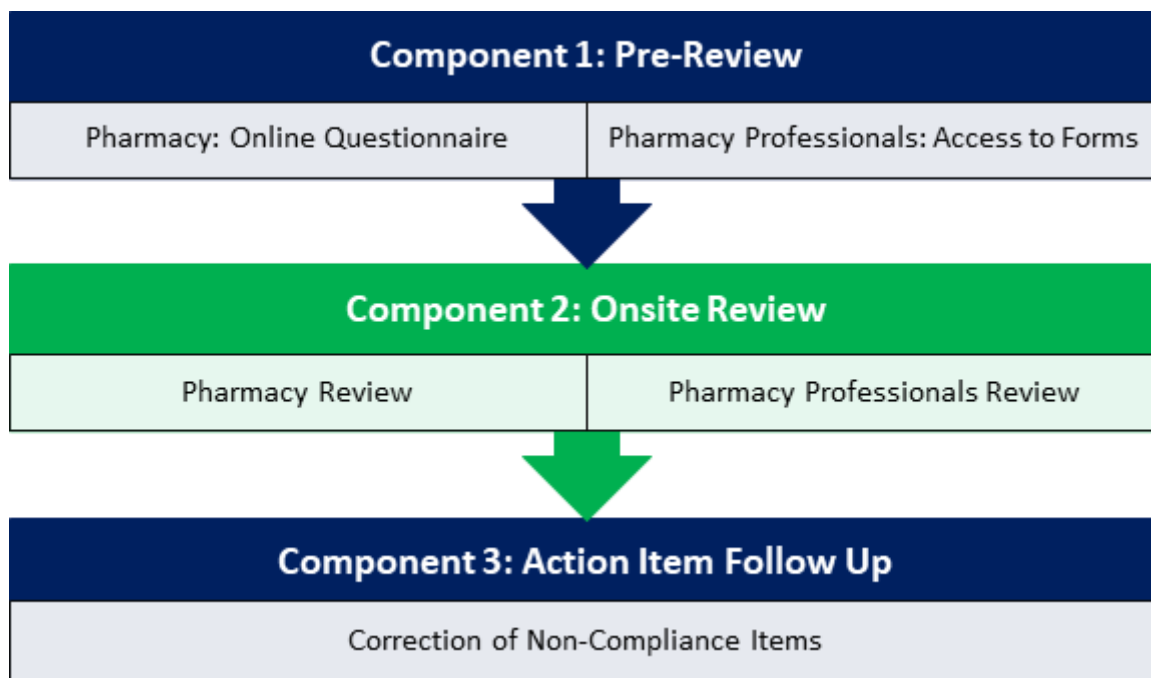 Component 1: Pre-Review
Pharmacy: Online Questionnaire
Pharmacy Professionals: Access to Forms
Component 2: Onsite Review
Pharmacy Review
Pharmacy Professionals Review
Component 3: Action Item Follow Up
Correction of Non-Compliance Items